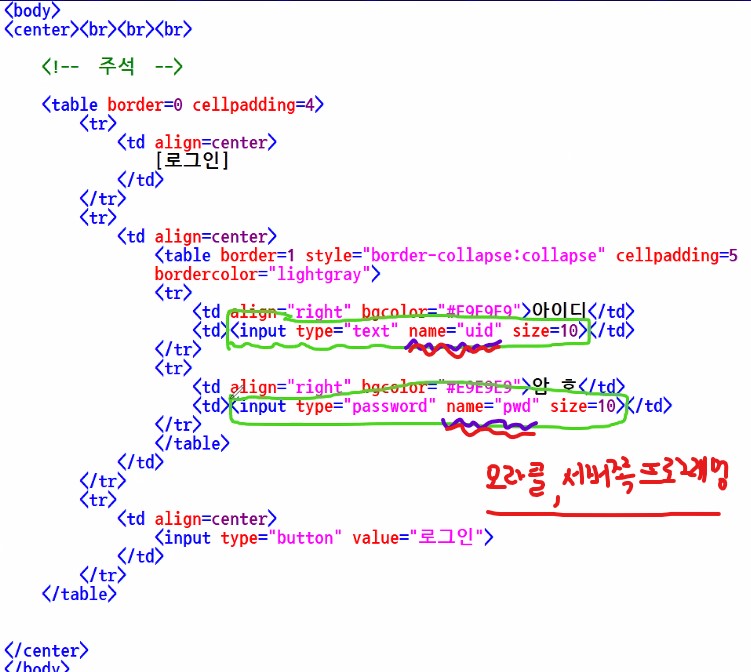 <body>
<center><br><br><br>
<!-- 주석 -->
<table border=0 cellpadding=4>
<tr>
<td align=center>
[로그인]
</td>
</tr>
<tr>
<td align=center>
<table border=1 style="border-collapse:collapse" cellpadding=5
bordercolor="lightgray">
<tr>
<td align="right" bgcolor="#E9E9E9">아이디</td>
<td><input type="text" name="uid" size=10></td>
</tr>
<tr>
<td align="right" bgcolor="#E9E9E9">암 호</td>
<td><input type="password" name="pwd" size=10></td>
</tr>
</table>
</td>
</tr>
오라클, 서버쪽 프로그래밍
<tr>
<td align=center>
<input type="button" value="로그인">
</td>
</tr>
</table>
</center>
</body>